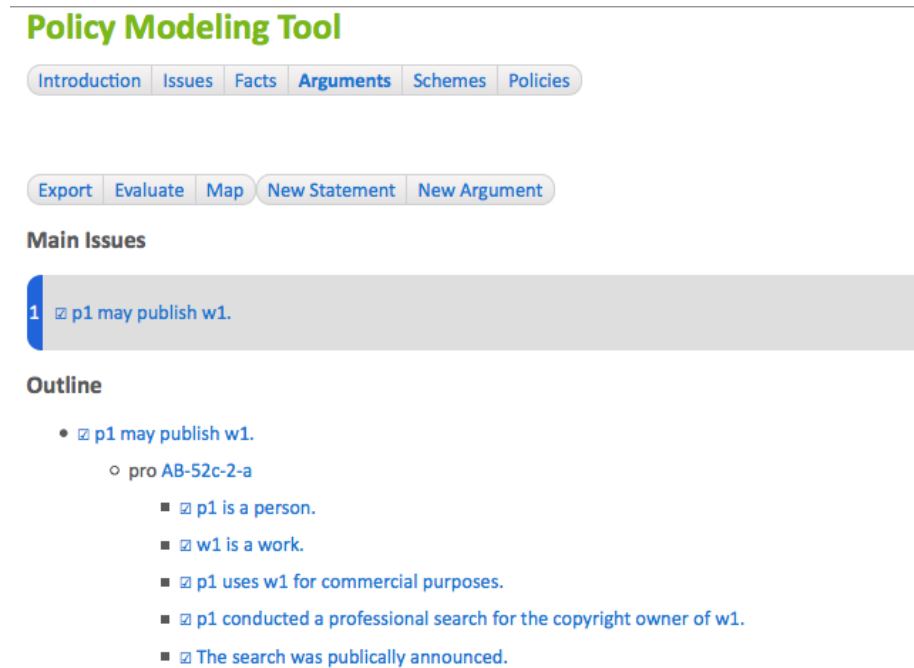 Policy Modeling Tool
Introduction Issues Facts Arguments Schemes Policies
Export Evaluate Map New Statement New Argument
Main Issues
1 ☑ p1 may publish w1.
Outline
• ☑ p1 may publish w1.
○ pro AB-52c-2-a
■ ☑ p1 is a person.
■ ☑ w1 is a work.
■ ☑ p1 uses w1 for commercial purposes.
■ ☑ p1 conducted a professional search for the copyright owner of w1.
■ ☑ The search was publically announced.